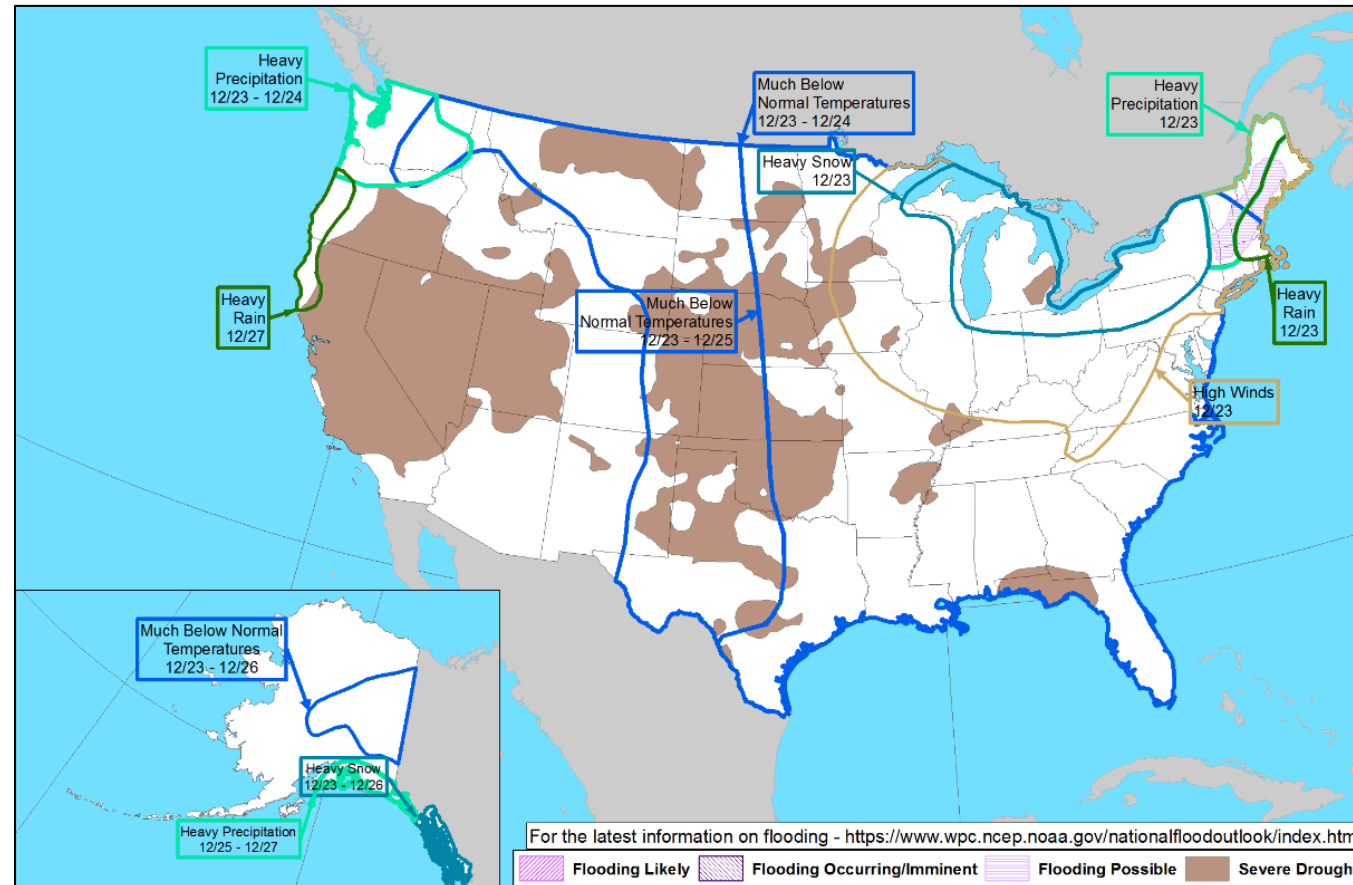 Heavy
Precipitation
12/23 - 12/24
Much Below
Normal Temperatures
12/23 - 12/24
Heavy
Precipitation
12/23
Heavy Snow
12/23
Heavy
Rain
12/27
Much Below
Normal Temperatures
12/23 - 12/25
Heavy
Rain
12/23
High Winds
12/23
Much Below Normal
Temperatures
12/23 - 12/26
Heavy Snow
12/23 - 12/26
Heavy Precipitation
12/25 - 12/27
For the latest information on flooding - https://www.wpc.ncep.noaa.gov/nationalfloodoutlook/index.htm
Flooding Likely Flooding Occurring/Imminent Flooding Possible Severe Drough